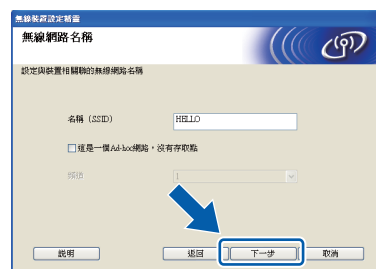 無線裝置設定精靈
無線網路名稱
設定與裝置相關聯的無線網路名稱
名稱 (SSID) HELLO
這是一個Ad-hoc網路，沒有存取點
頻道 1
說明 返回 下一步 取消